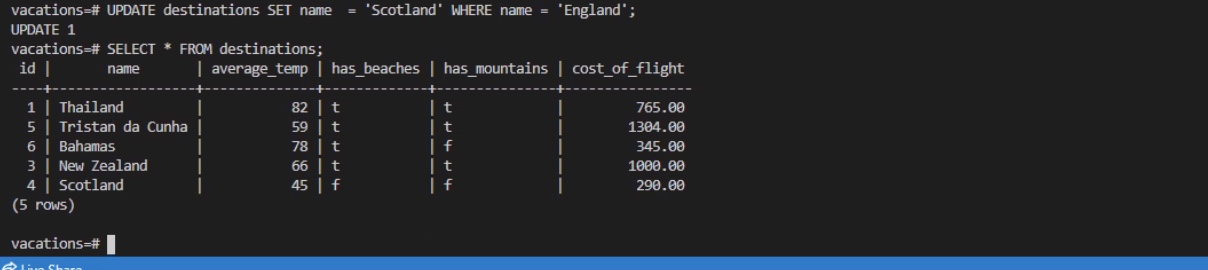 vacations=# UPDATE destinations SET name  = 'Scotland' WHERE name = 'England';
UPDATE 1
vacations=# SELECT * FROM destinations;
 id |       name       | average_temp | has_beaches | has_mountains | cost_of_flight
----+------------------+--------------+-------------+---------------+----------------
  1 | Thailand         |           82 | t           | t             |         765.00
  5 | Tristan da Cunha |           59 | t           | t             |        1304.00
  6 | Bahamas          |           78 | t           | f             |         345.00
  3 | New Zealand      |           66 | t           | t             |        1000.00
  4 | Scotland         |           45 | f           | f             |         290.00
(5 rows)
vacations=#
Live Share